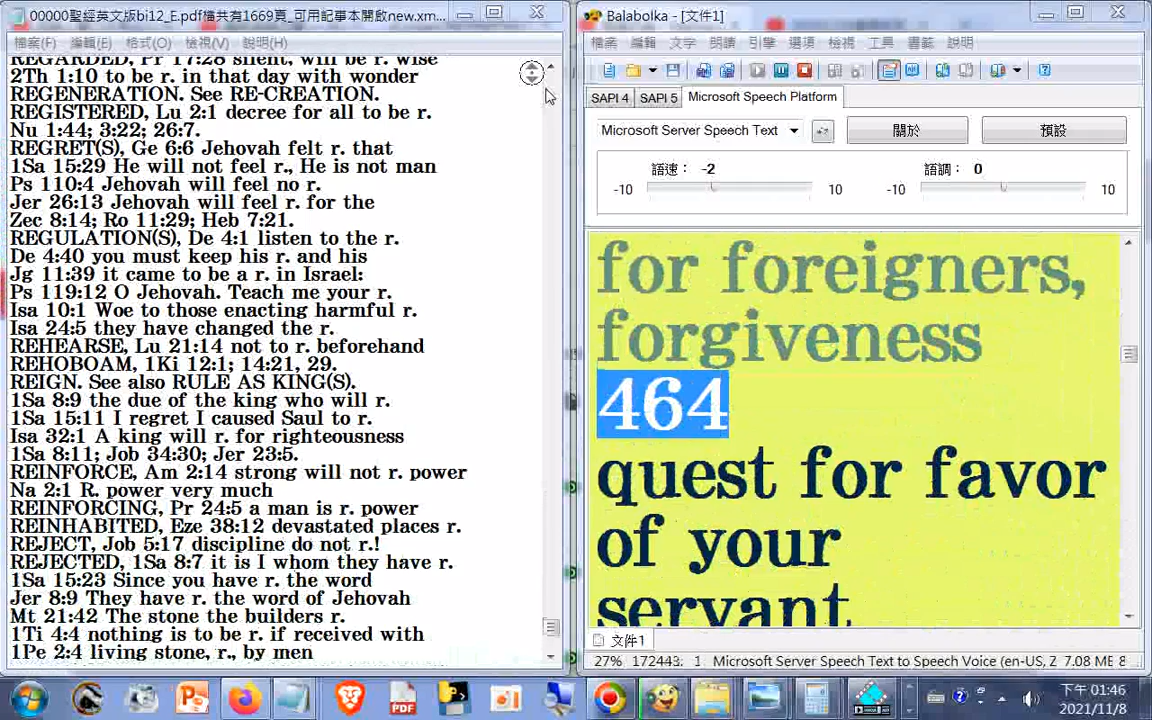 00000聖經英文版bi12_E.pdf檔共有1669頁_可用記事本開啟new.xm...
檔案(F) 編輯(E) 格式(O) 檢視(V) 說明(H)
REGARDED, Pr 17:28 silent, will be r. wise
2Th 1:10 to be r. in that day with wonder
REGENERATION. See RE-CREATION.
REGISTERED, Lu 2:1 decree for all to be r.
Nu 1:44; 3:22; 26:7.
REGRET(S), Ge 6:6 Jehovah felt r. that
1Sa 15:29 He will not feel r., He is not man
Ps 110:4 Jehovah will feel no r.
Jer 26:13 Jehovah will feel r. for the
Zec 8:14; Ro 11:29; Heb 7:21.
REGULATION(S), De 4:1 listen to the r.
De 4:40 you must keep his r. and his
Jg 11:39 it came to be a r. in Israel:
Ps 119:12 O Jehovah. Teach me your r.
Isa 10:1 Woe to those enacting harmful r.
Isa 24:5 they have changed the r.
REHEARSE, Lu 21:14 not to r. beforehand
REHOBOAM, 1Ki 12:1; 14:21, 29.
REIGN. See also RULE AS KING(S).
1Sa 8:9 the due of the king who will r.
1Sa 15:11 I regret I caused Saul to r.
Isa 32:1 A king will r. for righteousness
1Sa 8:11; Job 34:30; Jer 23:5.
REINFORCE, Am 2:14 strong will not r. power
Na 2:1 R. power very much
REINFORCING, Pr 24:5 a man is r. power
REINHABITED, Eze 38:12 devastated places r.
REJECT, Job 5:17 discipline do not r.!
REJECTED, 1Sa 8:7 it is I whom they have r.
1Sa 15:23 Since you have r. the word
Jer 8:9 They have r. the word of Jehovah
Mt 21:42 The stone the builders r.
1Ti 4:4 nothing is to be r. if received with
1Pe 2:4 living stone, r., by men
Balabolka - [文件1]
檔案 編輯 文字 朗讀 引擎 選項 檢視 工具 書籤 說明
SAPI 4 SAPI 5 Microsoft Speech Platform
Microsoft Server Speech Text 關於 預設
語速： -2 語調： 0
-10 10 -10 10
for foreigners,
forgiveness
464
quest for favor
of your
servant
文件1
27% 172443: 1 Microsoft Server Speech Text to Speech Voice (en-US, Z 7.08 MB 8
PDF
下午 01:46
2021/11/8